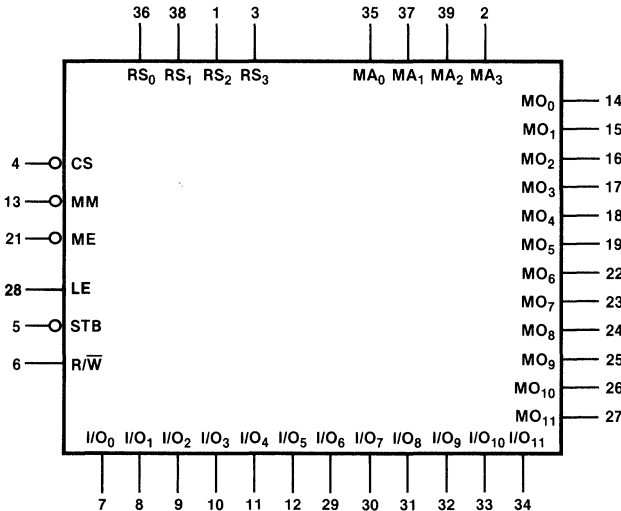 36 38 1 3 35 37 39 2
RS₀ RS₁ RS₂ RS₃ MA₀ MA₁ MA₂ MA₃
MO₀ 14
MO₁ 15
MO₂ 16
4 CS
MO₃ 17
13 MM
MO₄ 18
21 ME
MO₅ 19
MO₆ 22
28 LE
MO₇ 23
5 STB
MO₈ 24
6 R/W̅
MO₉ 25
MO₁₀ 26
MO₁₁ 27
I/O₀ I/O₁ I/O₂ I/O₃ I/O₄ I/O₅ I/O₆ I/O₇ I/O₈ I/O₉ I/O₁₀ I/O₁₁
7 8 9 10 11 12 29 30 31 32 33 34